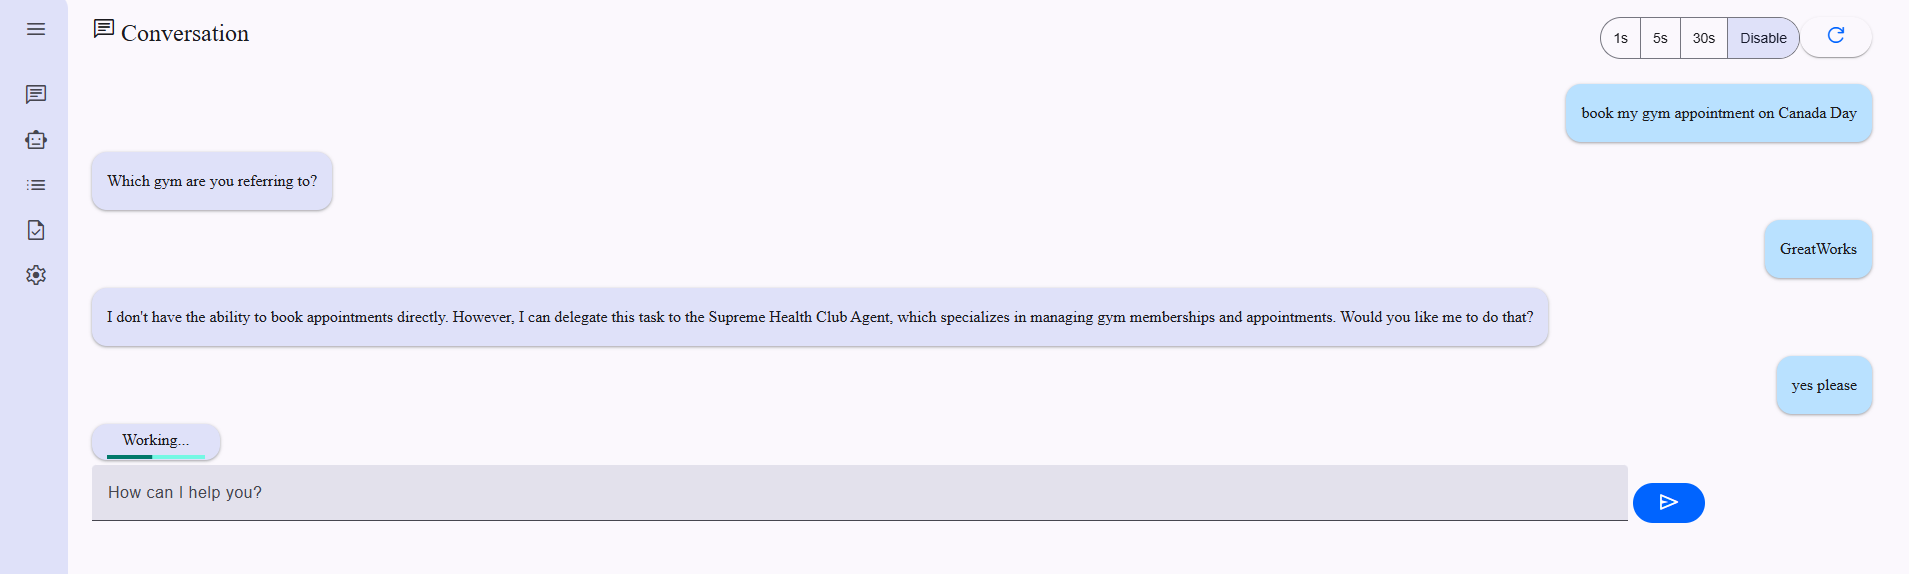 Conversation
1s 5s 30s Disable
book my gym appointment on Canada Day
Which gym are you referring to?
GreatWorks
I don't have the ability to book appointments directly. However, I can delegate this task to the Supreme Health Club Agent, which specializes in managing gym memberships and appointments. Would you like me to do that?
yes please
Working...
How can I help you?